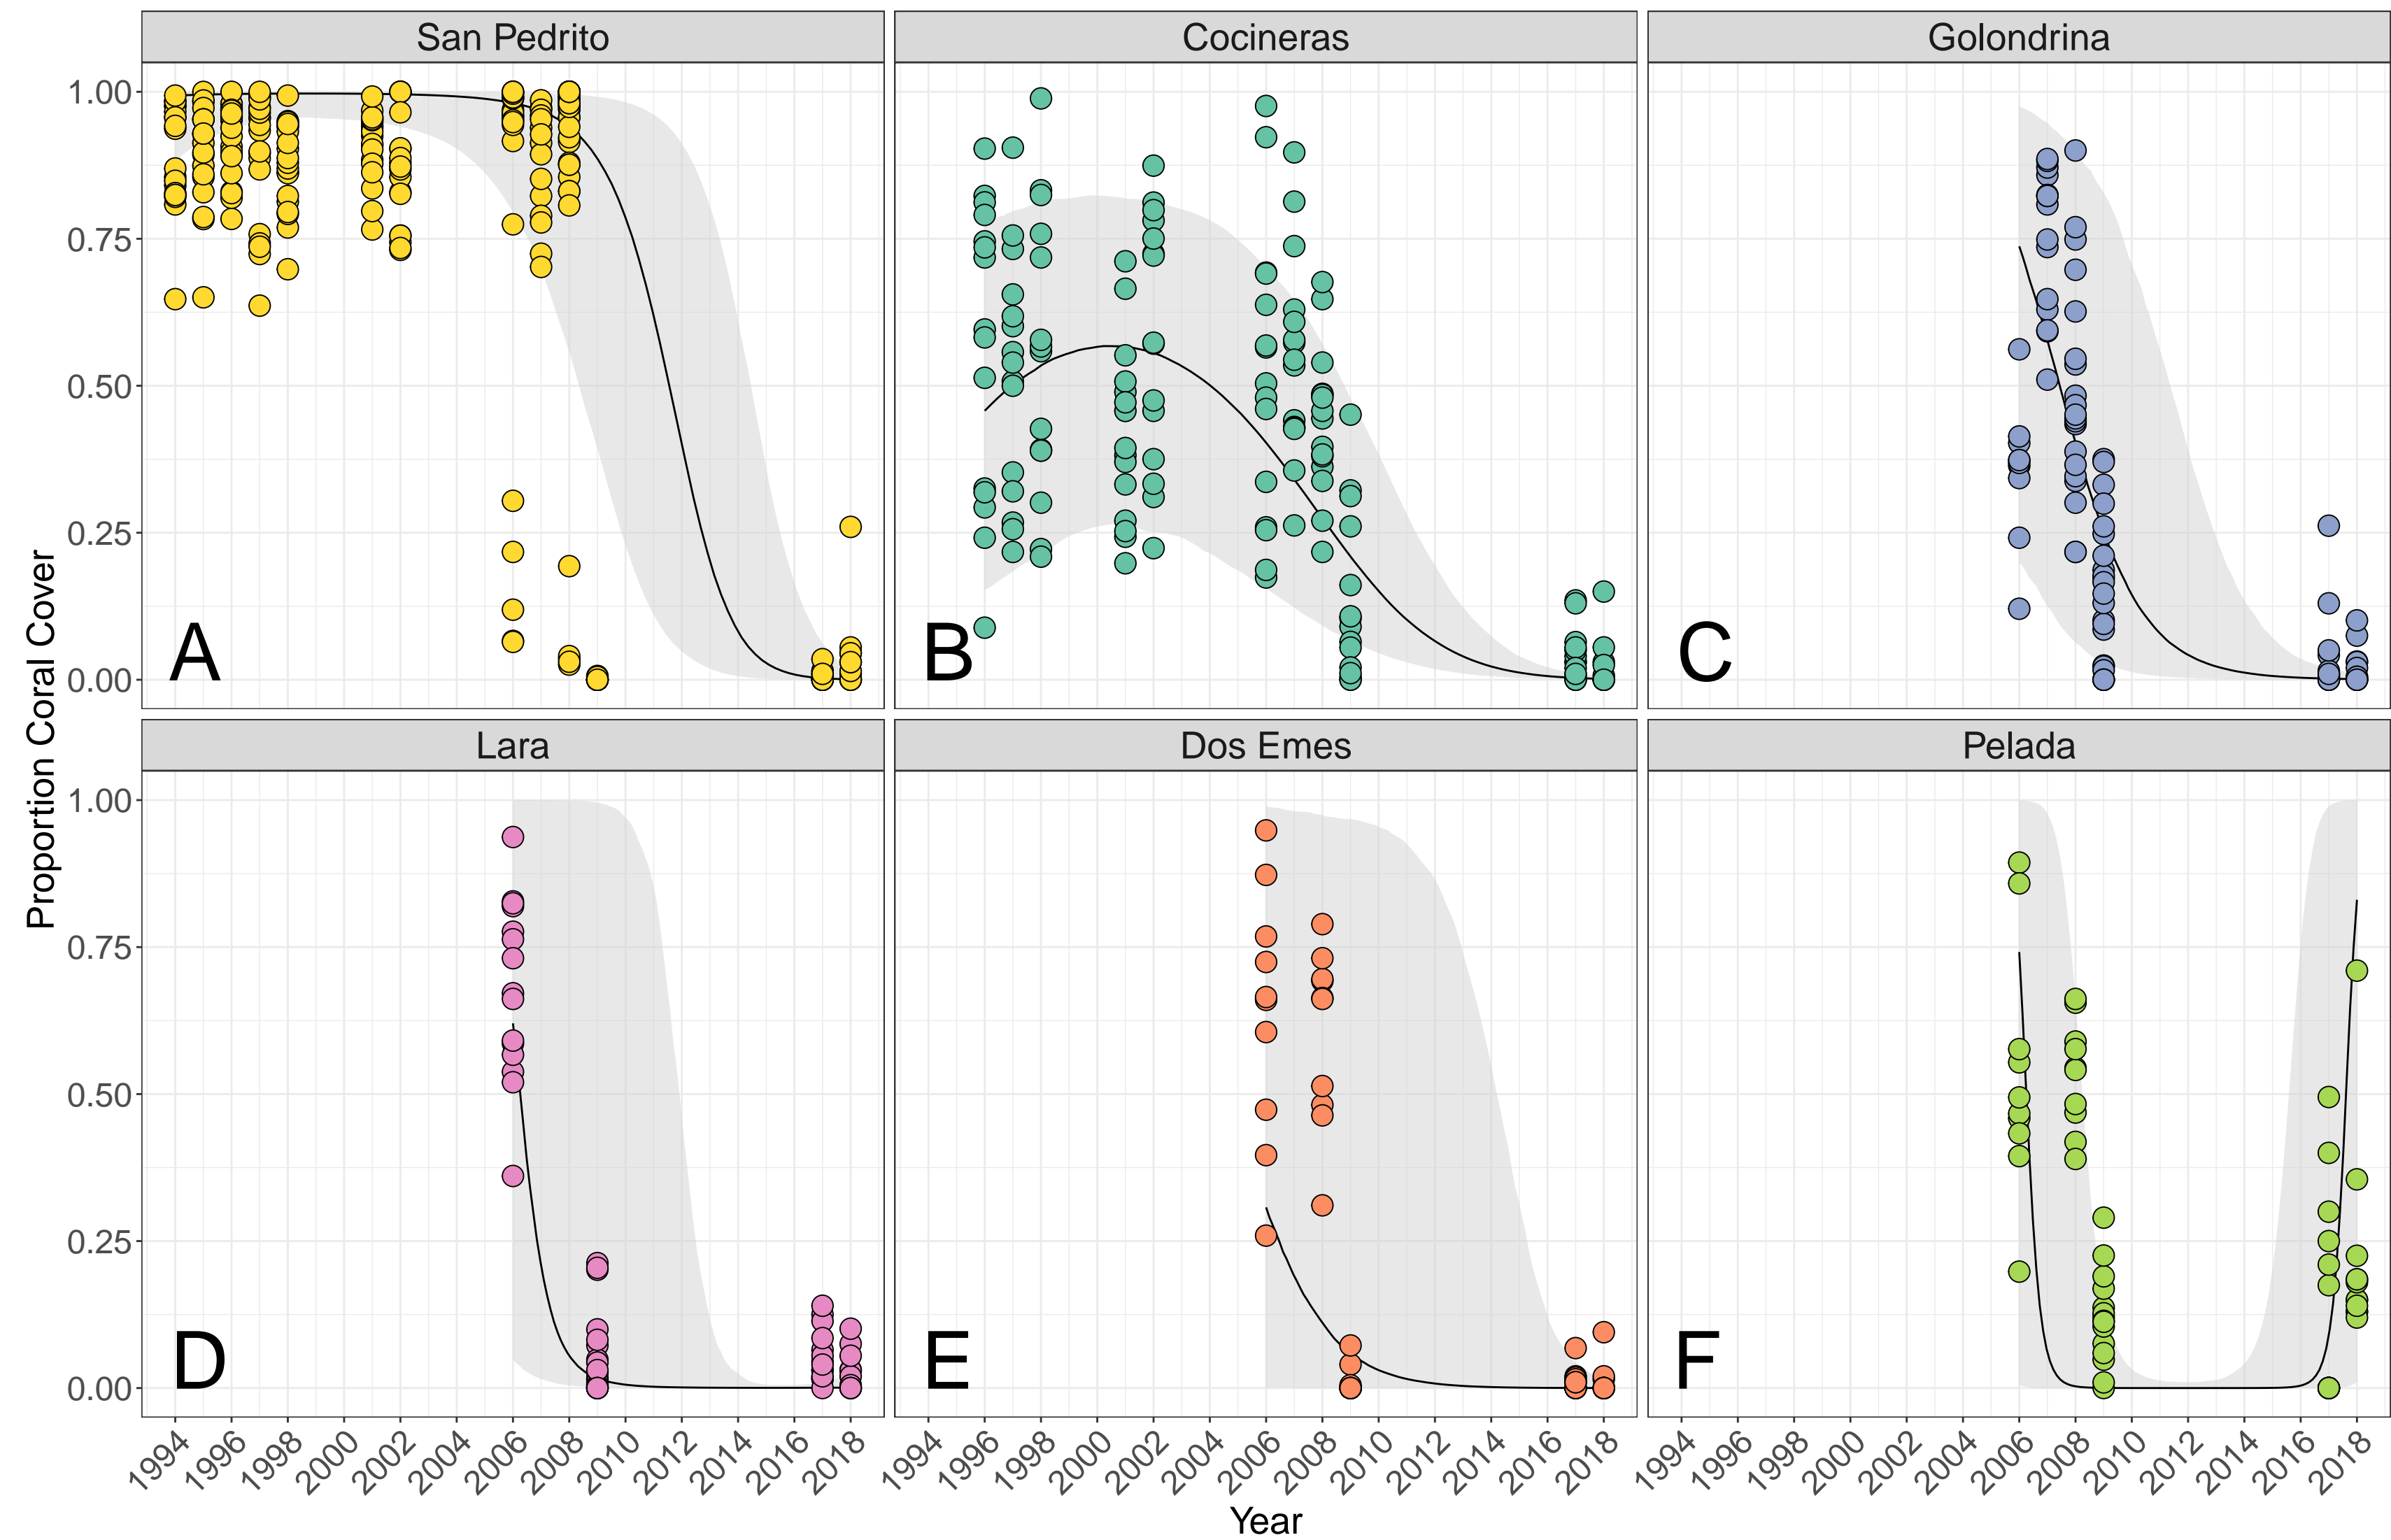 San Pedrito Cocineras Golondrina
1.00
0.75
0.50
0.25
0.00
A B C
Proportion Coral Cover
Lara Dos Emes Pelada
1.00
0.75
0.50
0.25
0.00
D E F
1994 1996 1998 2000 2002 2004 2006 2008 2010 2012 2014 2016 2018 1994 1996 1998 2000 2002 2004 2006 2008 2010 2012 2014 2016 2018 1994 1996 1998 2000 2002 2004 2006 2008 2010 2012 2014 2016 2018
Year